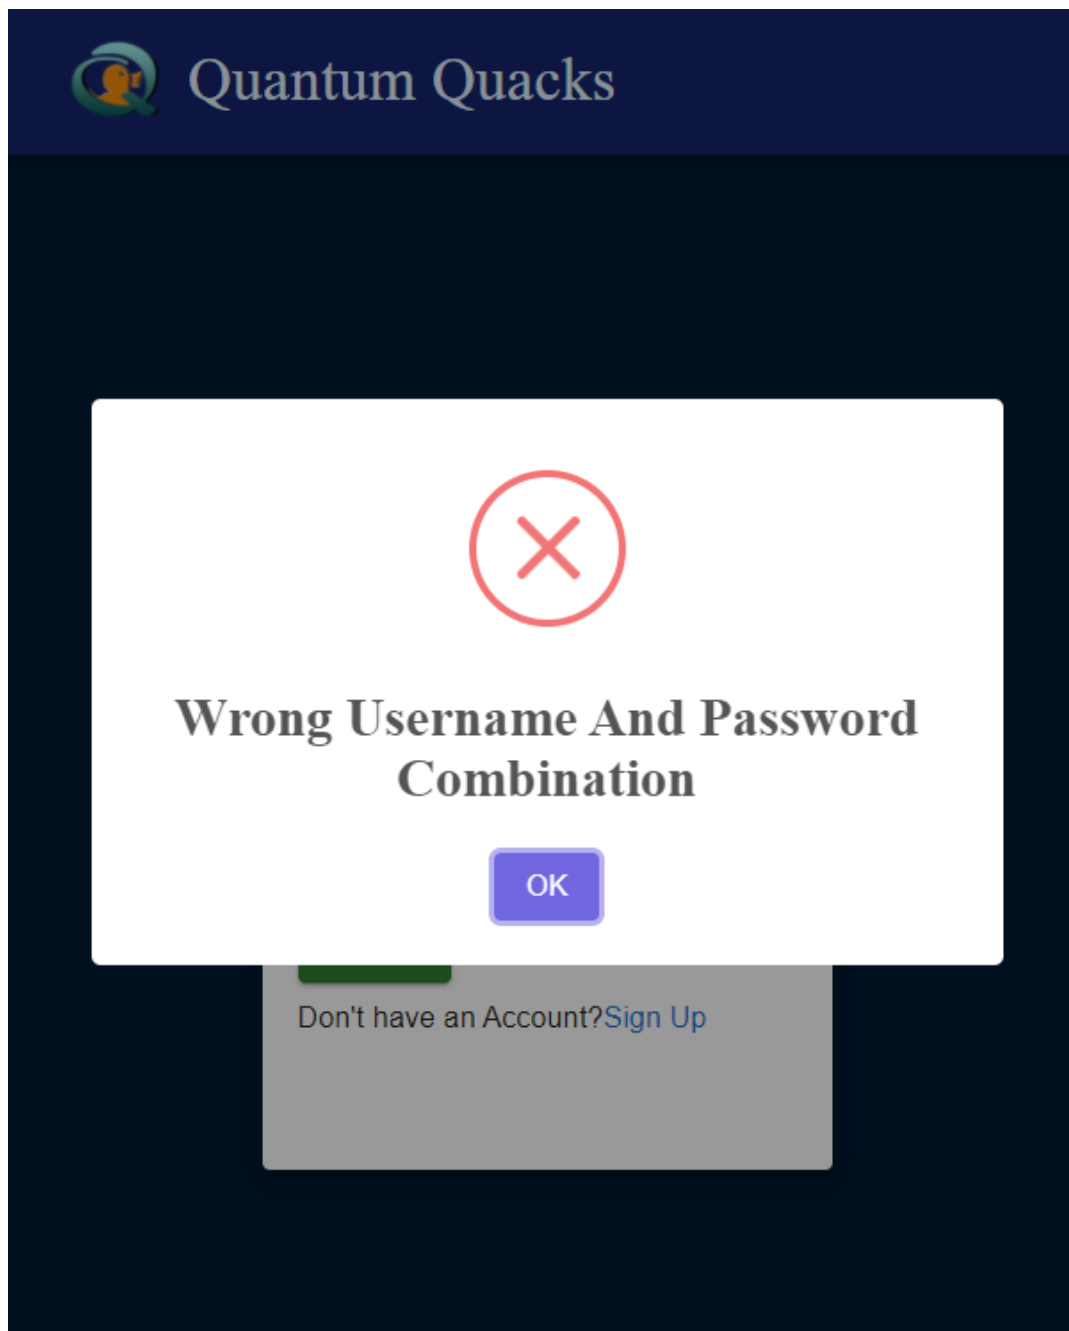 Quantum Quacks
Wrong Username And Password
Combination
OK
Don't have an Account?Sign Up